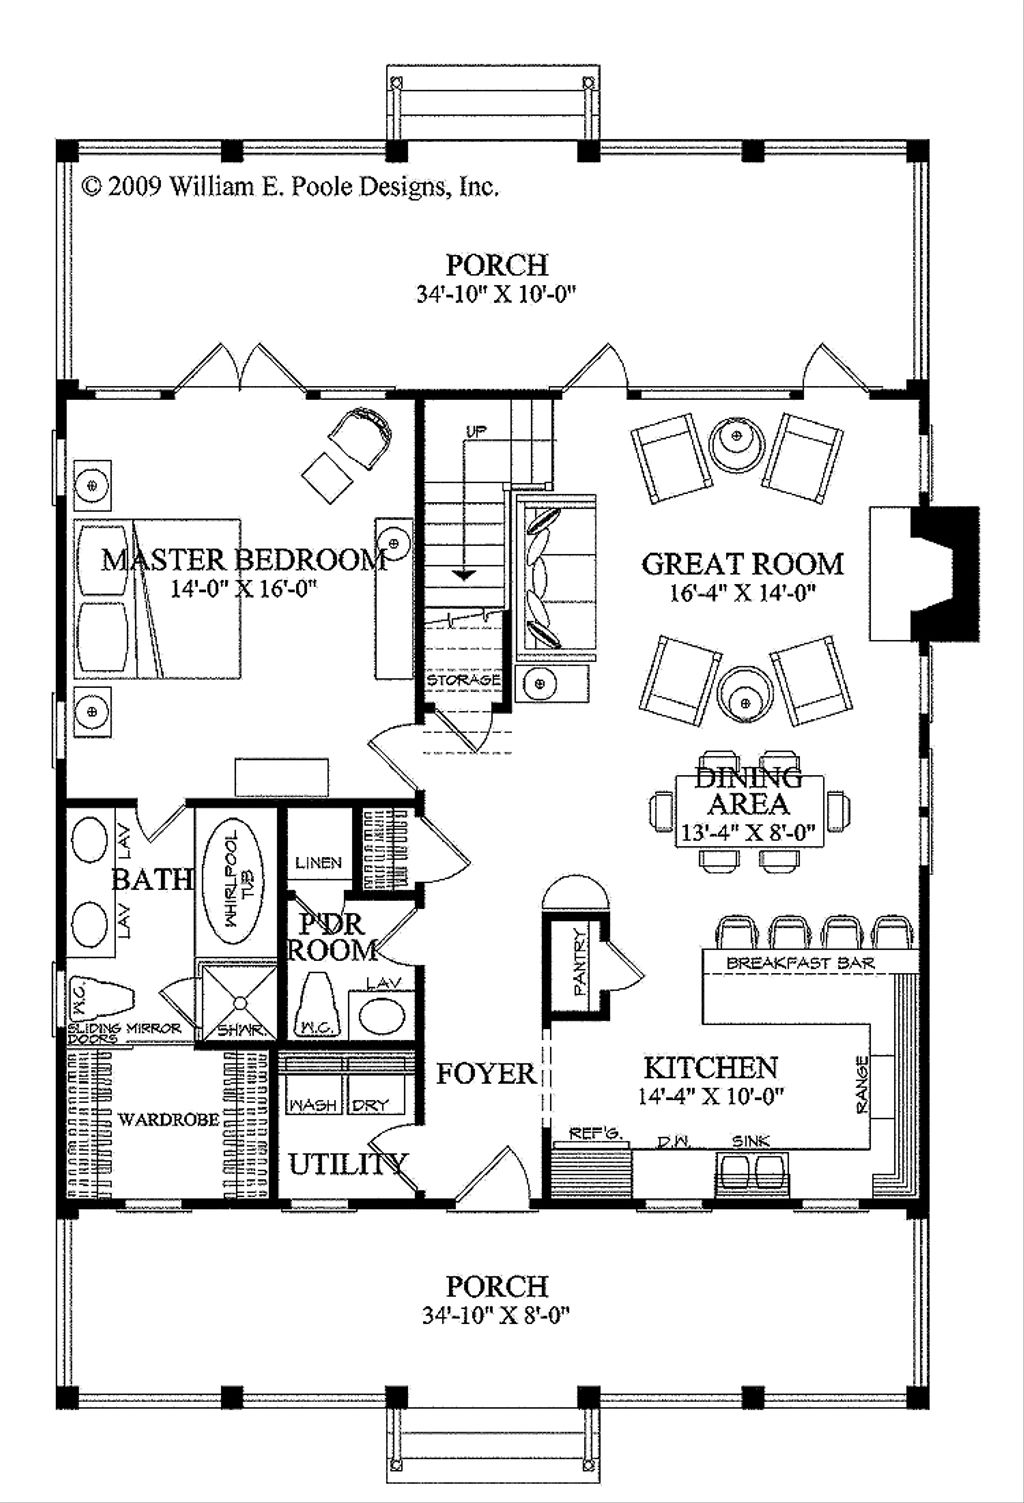 © 2009 William E. Poole Designs, Inc.
PORCH
34'-10" X 10'-0"
UP
MASTER BEDROOM
14'-0" X 16'-0"
GREAT ROOM
16'-4" X 14'-0"
STORAGE
DINING
AREA
13'-4" X 8'-0"
LAV
WHIRLPOOL
TUB
LINEN
BATH
LAV
P'DR
ROOM
PANTRY
BREAKFAST BAR
LAV
W.C.
W.C.
SLIDING MIRROR
DOORS
SHWR.
FOYER
KITCHEN
14'-4" X 10'-0"
RANGE
WASH
DRY
WARDROBE
REF'G.
D.W.
SINK
UTILITY
PORCH
34'-10" X 8'-0"